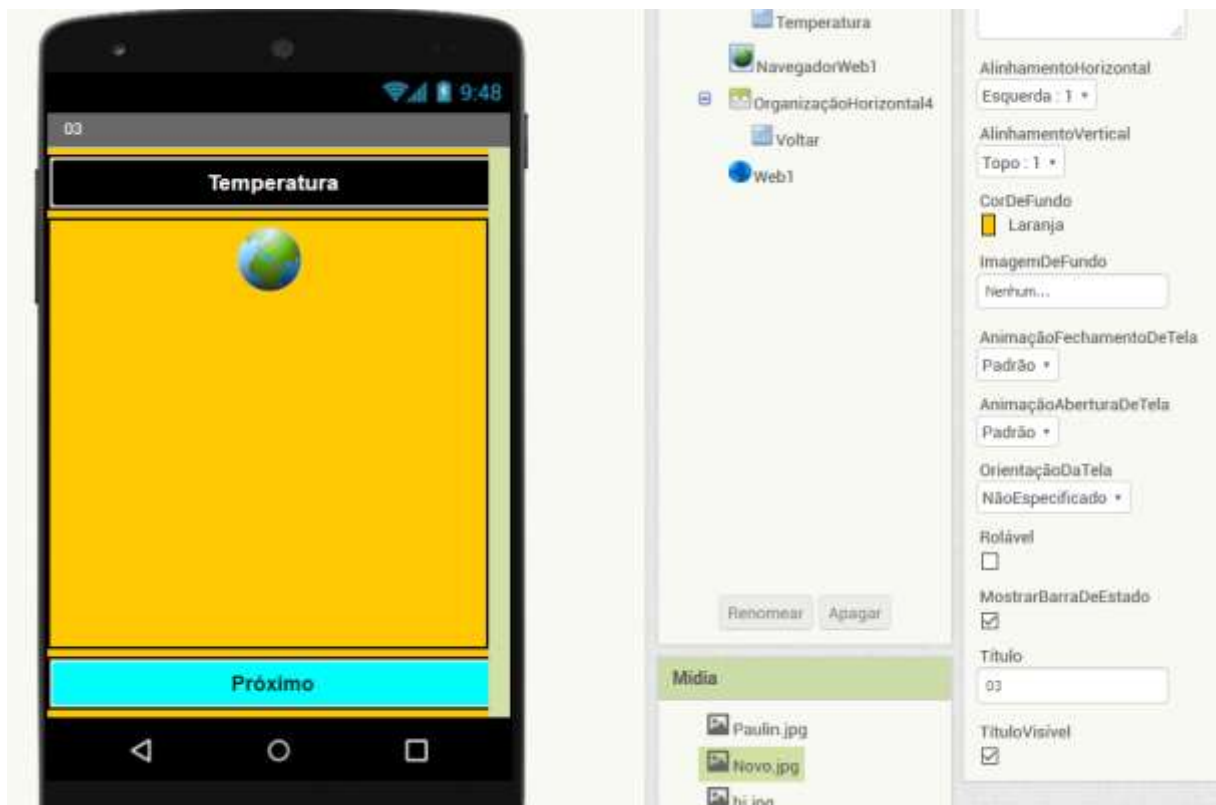 9:48
03
Temperatura
Próximo
Temperatura
NavegadorWeb1
OrganizaçãoHorizontal4
Voltar
Web1
Renomear Apagar
Mídia
Paulin.jpg
Novo.jpg
AlinhamentoHorizontal
Esquerda : 1
AlinhamentoVertical
Topo : 1
CorDeFundo
Laranja
ImagemDeFundo
Nenhum...
AnimaçãoFechamentoDeTela
Padrão
AnimaçãoAberturaDeTela
Padrão
OrientaçãoDaTela
NãoEspecificado
Rolável
MostrarBarraDeEstado
Título
03
TítuloVisível